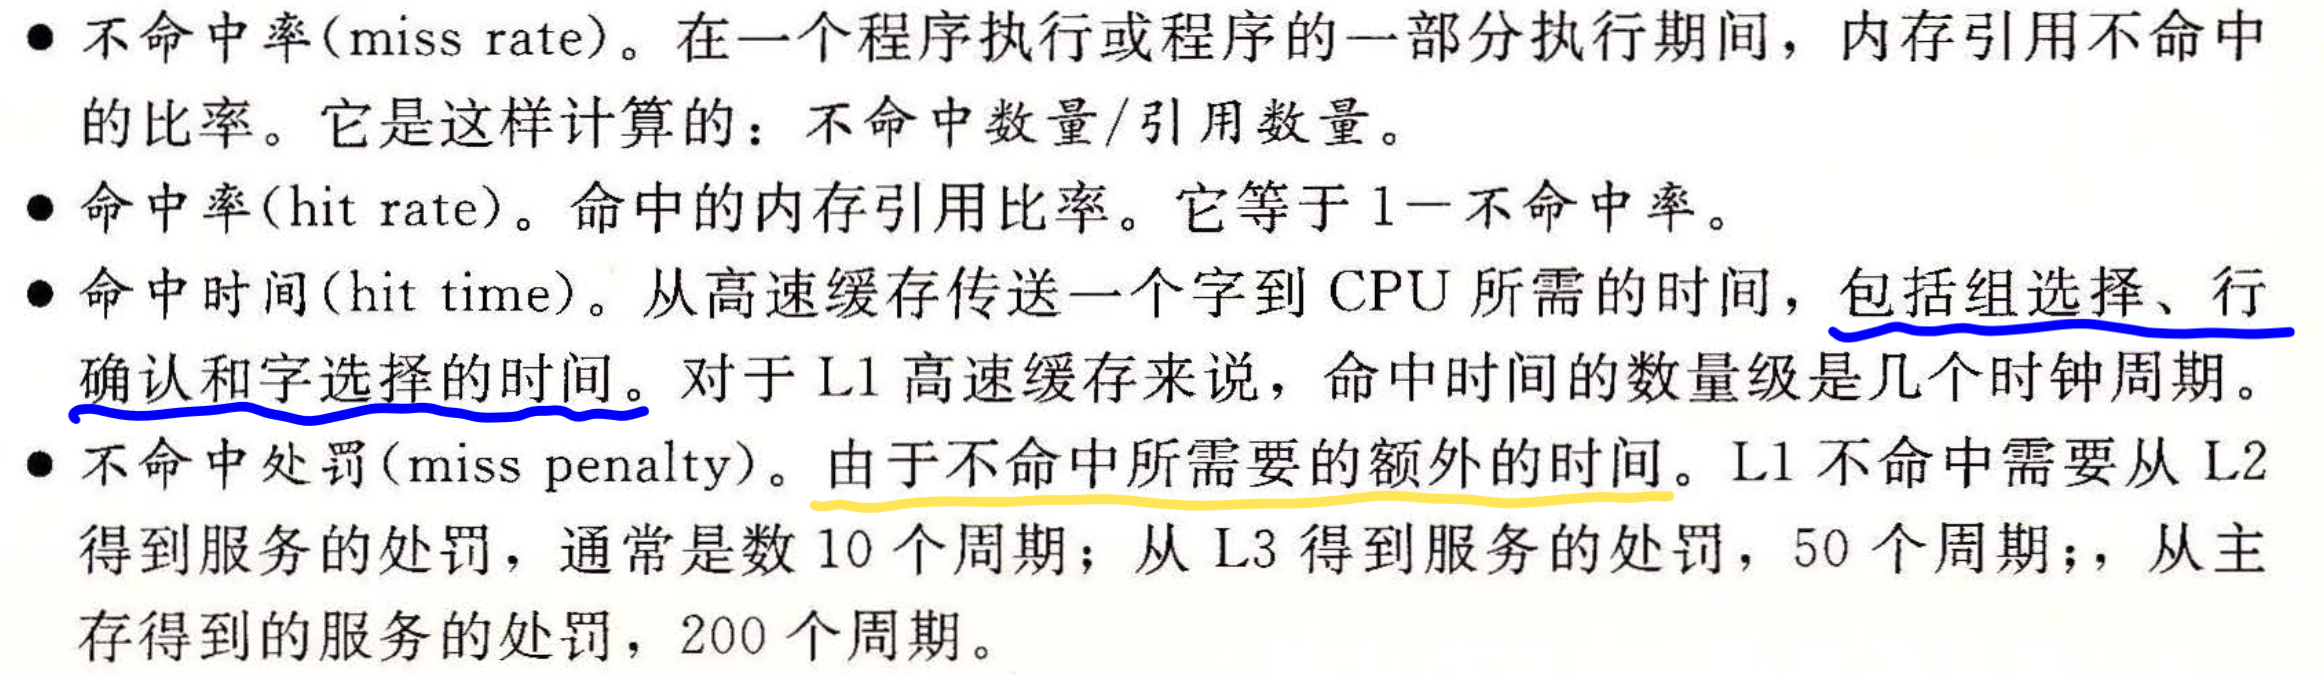 ● 不命中率(miss rate)。在一个程序执行或程序的一部分执行期间，内存引用不命中
的比率。它是这样计算的：不命中数量/引用数量。
● 命中率(hit rate)。命中的内存引用比率。它等于1－不命中率。
● 命中时间(hit time)。从高速缓存传送一个字到 CPU 所需的时间，包括组选择、行
确认和字选择的时间。对于 L1 高速缓存来说，命中时间的数量级是几个时钟周期。
● 不命中处罚(miss penalty)。由于不命中所需要的额外的时间。L1 不命中需要从 L2
得到服务的处罚，通常是数 10 个周期；从 L3 得到服务的处罚，50 个周期；，从主
存得到的服务的处罚，200 个周期。